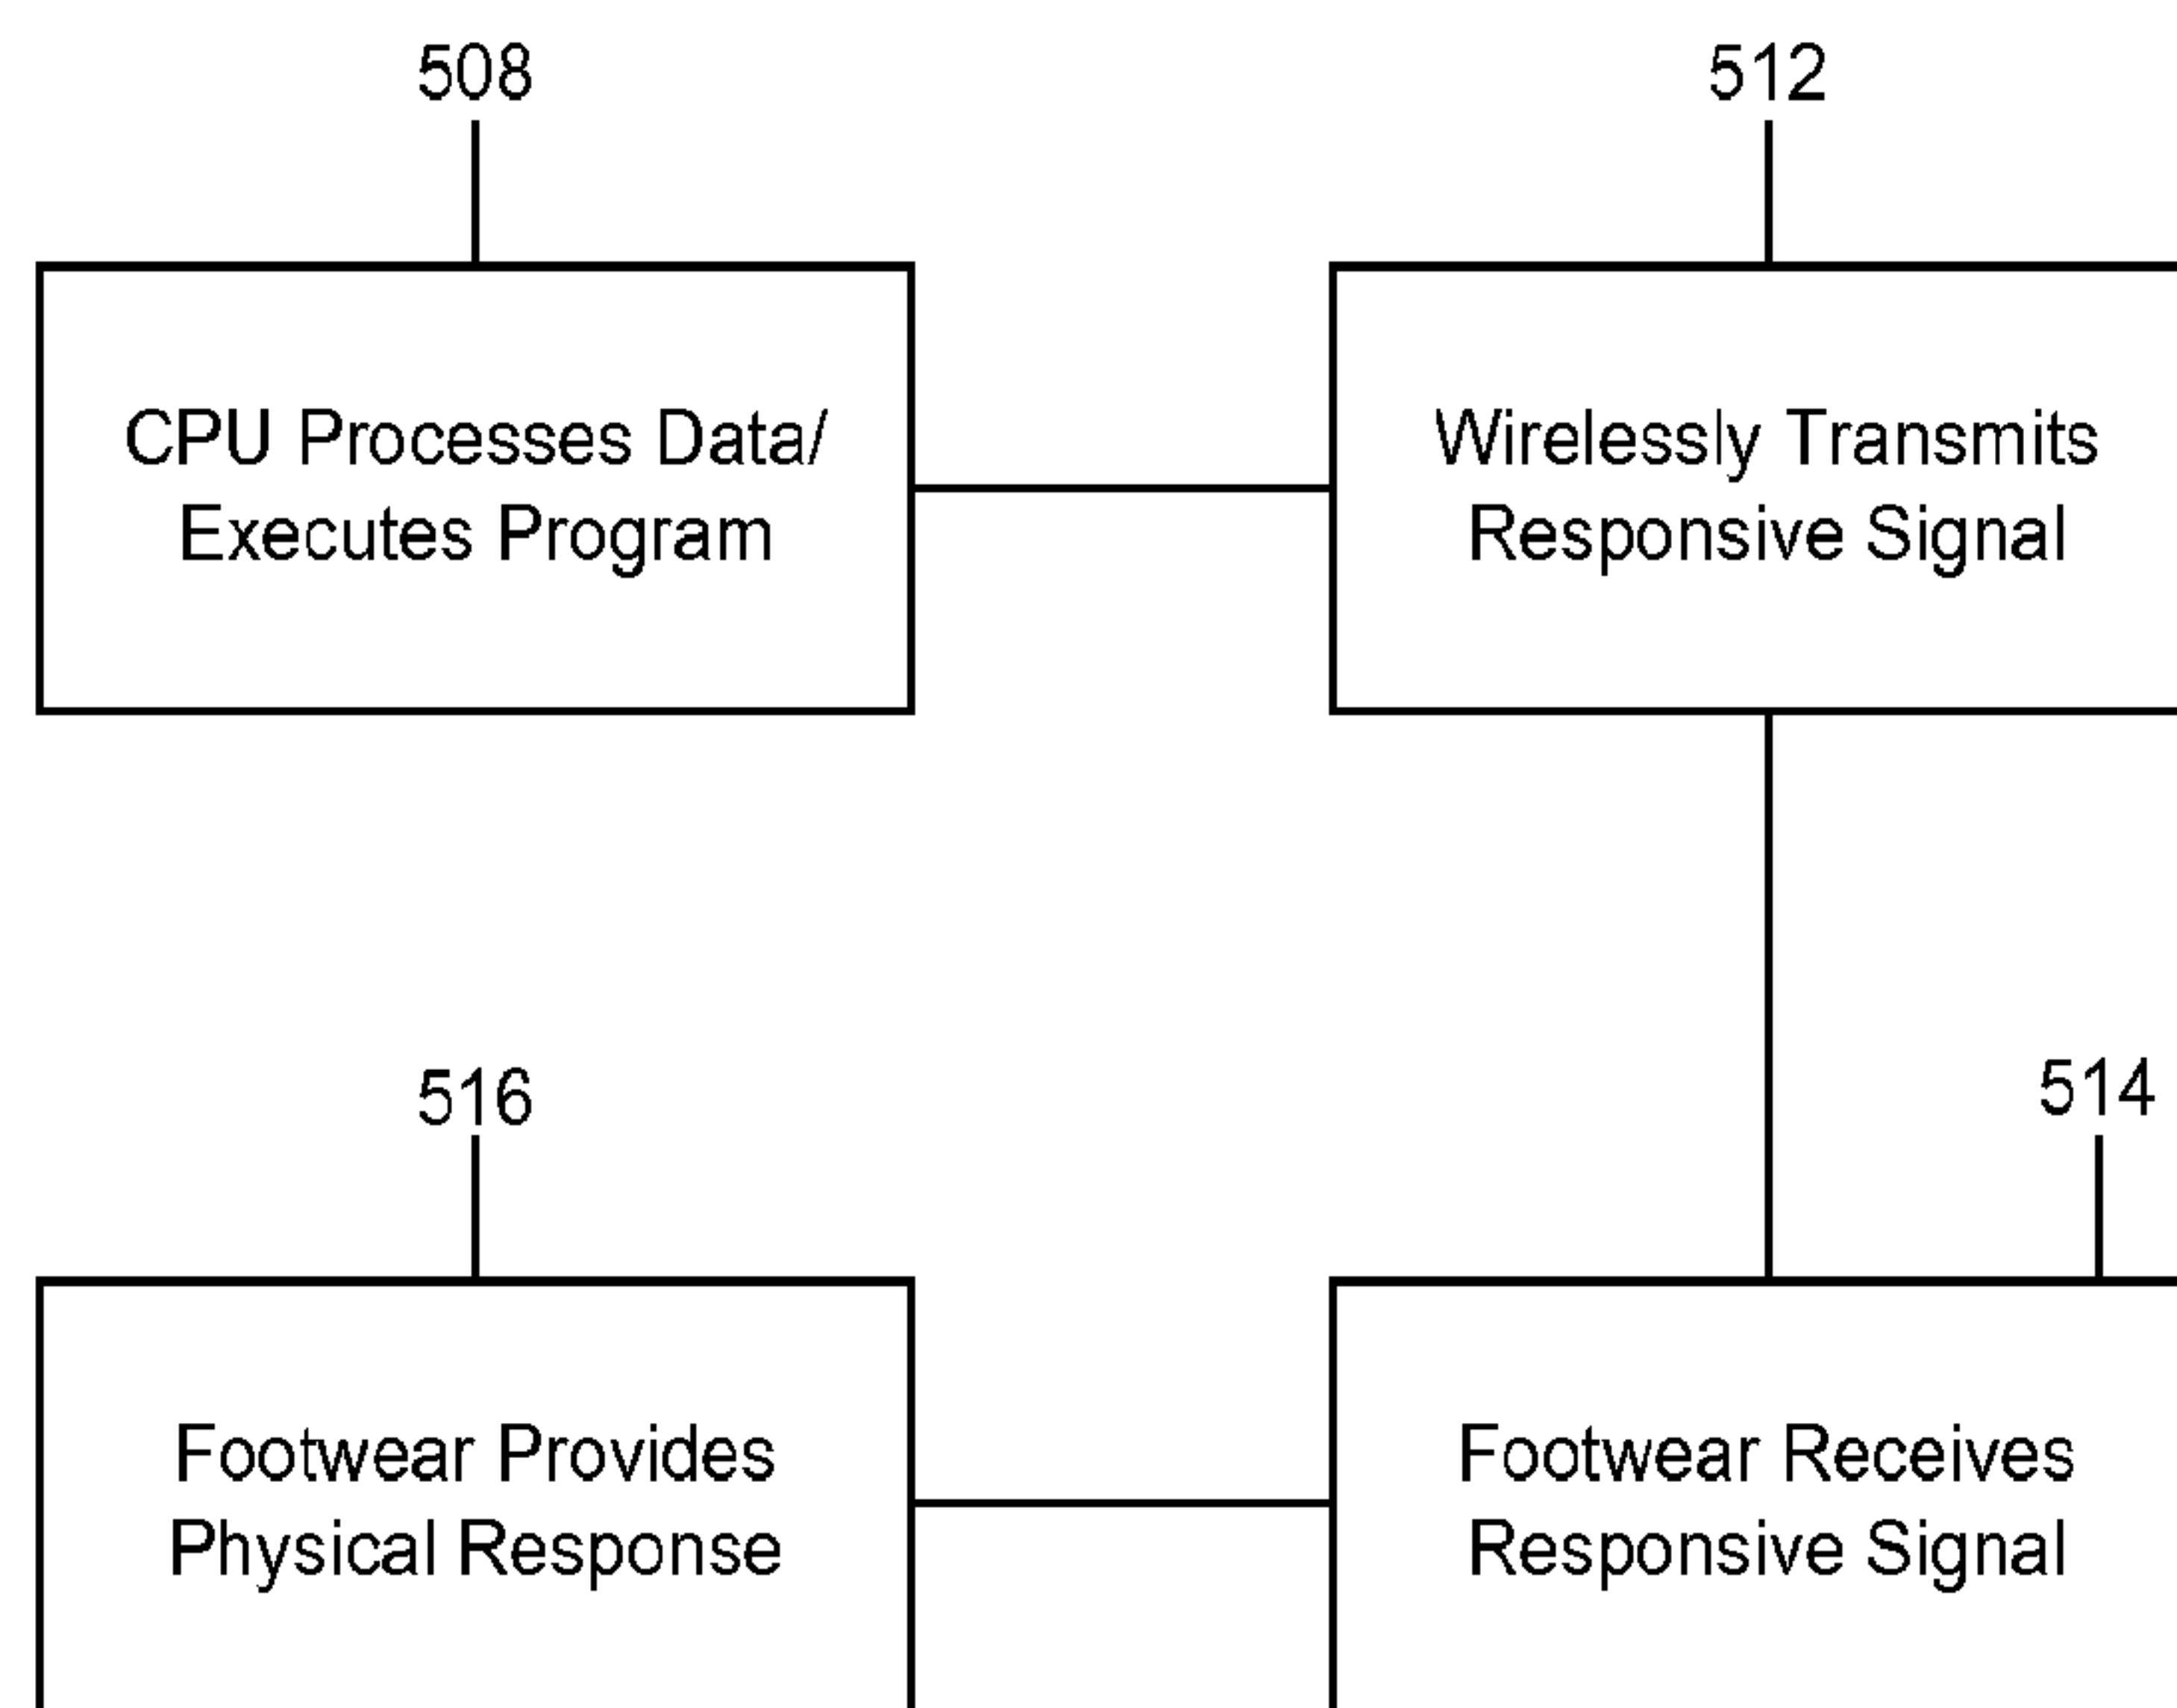 508
CPU Processes Data/
Executes Program
512
Wirelessly Transmits
Responsive Signal
516
Footwear Provides
Physical Response
514
Footwear Receives
Responsive Signal